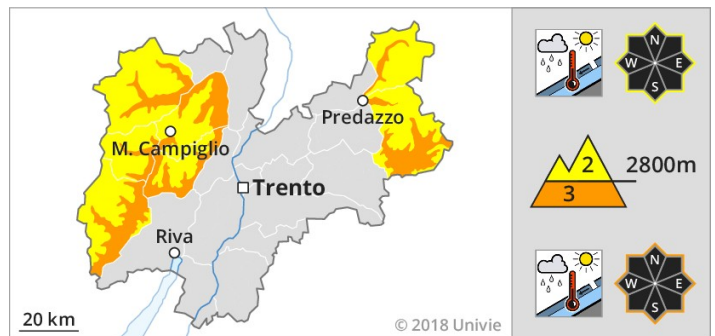 Predazzo
M. Campiglio
Trento
Riva
20 km
© 2018 Univie
N
W E
S
2 2800m
3
N
W E
S